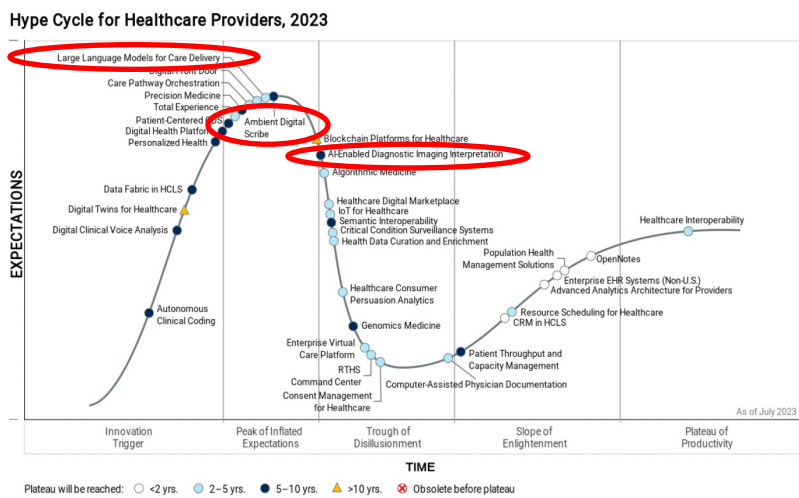 Hype Cycle for Healthcare Providers, 2023
Large Language Models for Care Delivery
Digital Front Door
Care Pathway Orchestration
Precision Medicine
Total Experience
Patient-Centered CDS
Digital Health Platform
Personalized Health
Ambient Digital
Scribe
Data Fabric in HCLS
Digital Twins for Healthcare
Digital Clinical Voice Analysis
Autonomous
Clinical Coding
Blockchain Platforms for Healthcare
AI-Enabled Diagnostic Imaging Interpretation
Algorithmic Medicine
Healthcare Digital Marketplace
IoT for Healthcare
Semantic Interoperability
Critical Condition Surveillance Systems
Health Data Curation and Enrichment
Healthcare Consumer
Persuasion Analytics
Genomics Medicine
Enterprise Virtual
Care Platform
RTHS
Command Center
Consent Management
for Healthcare
Computer-Assisted Physician Documentation
Patient Throughput and
Capacity Management
CRM in HCLS
Resource Scheduling for Healthcare
Advanced Analytics Architecture for Providers
Enterprise EHR Systems (Non-U.S.)
Population Health
Management Solutions
OpenNotes
Healthcare Interoperability
EXPECTATIONS
As of July 2023
Innovation
Trigger
Peak of Inflated
Expectations
Trough of
Disillusionment
Slope of
Enlightenment
Plateau of
Productivity
TIME
Plateau will be reached: <2 yrs. 2–5 yrs. 5–10 yrs. >10 yrs. Obsolete before plateau